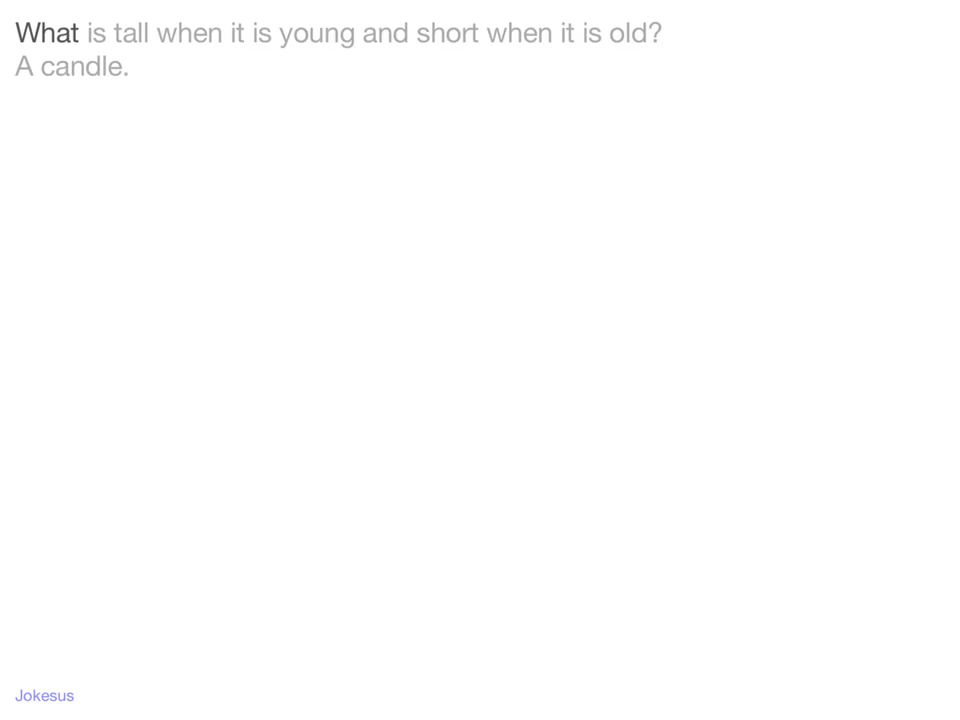 What is tall when it is young and short when it is old?
A candle.
Jokesus